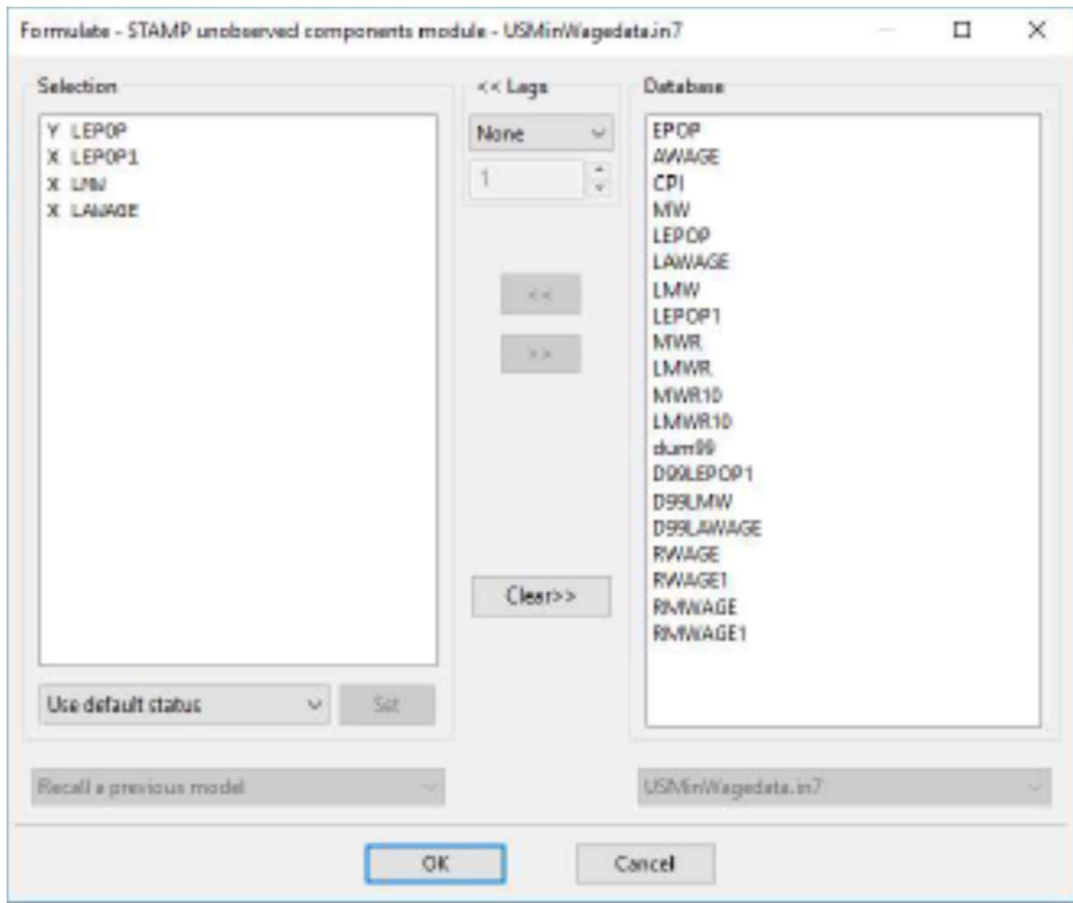 Formulate - STAMP unobserved components module - USMinWagedata.in7
Selection
<< Lags
Database
Y LEPOP
X LEPOP1
X LMW
X LAWAGE
None
1
<<
>>
Clear>>
EPOP
AWAGE
CPI
MW
LEPOP
LAWAGE
LMW
LEPOP1
MWR
LMWR
MWR10
LMWR10
dum99
D99LEPOP1
D99LMW
D99LAWAGE
RWAGE
RWAGE1
RMWAGE
RMWAGE1
Use default status
Set
Recall a previous model
USMinWagedata.in7
OK
Cancel